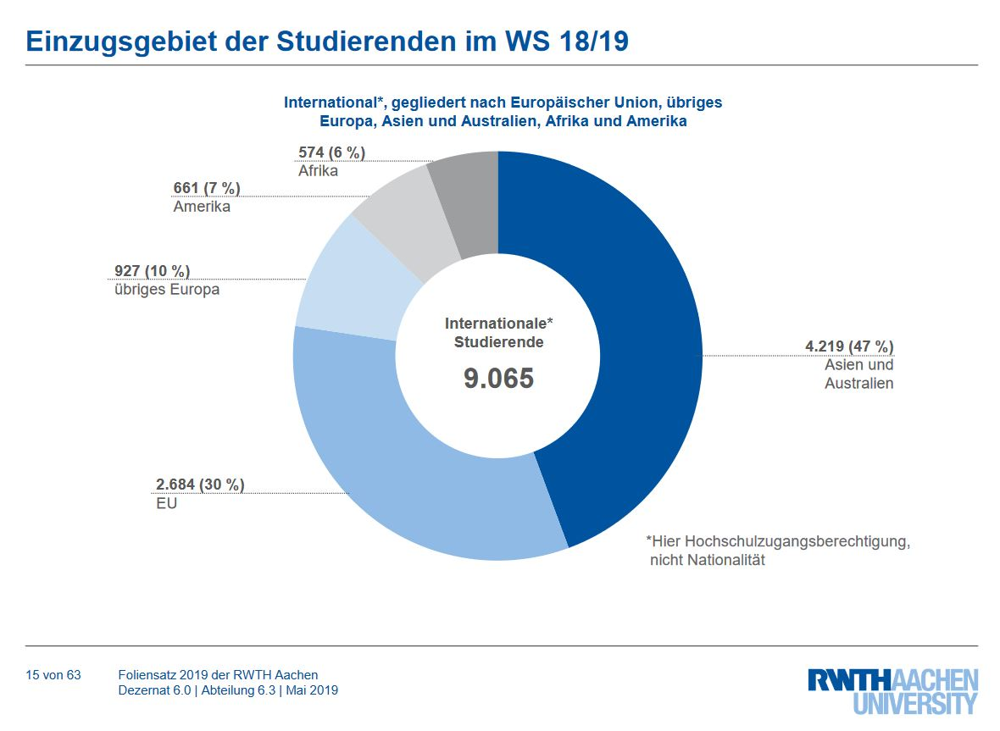 Einzugsgebiet der Studierenden im WS 18/19
International*, gegliedert nach Europäischer Union, übriges
Europa, Asien und Australien, Afrika und Amerika
574 (6 %)
Afrika
661 (7 %)
Amerika
927 (10 %)
übriges Europa
Internationale*
Studierende
9.065
4.219 (47 %)
Asien und
Australien
2.684 (30 %)
EU
*Hier Hochschulzugangsberechtigung,
nicht Nationalität
15 von 63
Foliensatz 2019 der RWTH Aachen
Dezernat 6.0 | Abteilung 6.3 | Mai 2019
RWTHAACHEN
UNIVERSITY